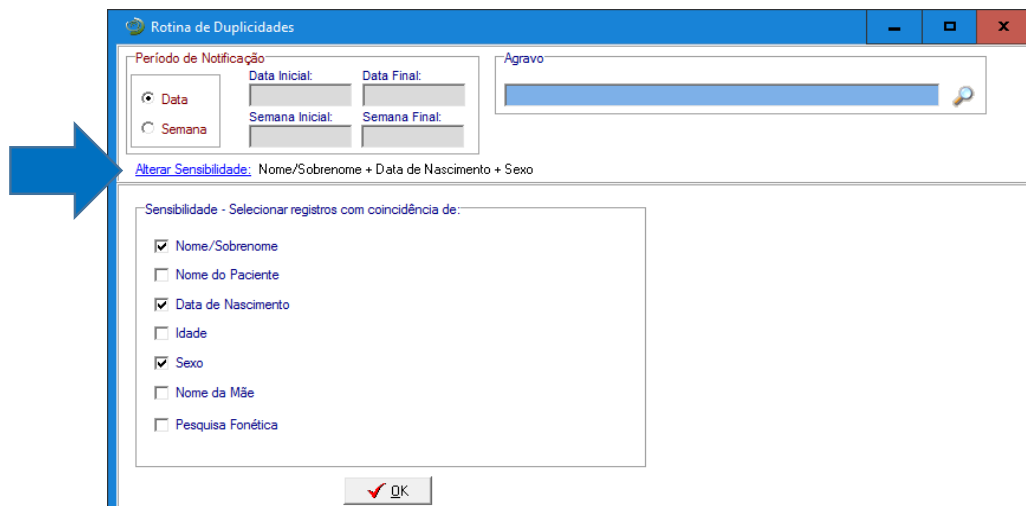 Rotina de Duplicidades
Período de Notificação
Agravo
Data Inicial: Data Final:
Data
Semana Inicial: Semana Final:
Semana
Alterar Sensibilidade: Nome/Sobrenome + Data de Nascimento + Sexo
Sensibilidade - Selecionar registros com coincidência de:
Nome/Sobrenome
Nome do Paciente
Data de Nascimento
Idade
Sexo
Nome da Mãe
Pesquisa Fonética
OK